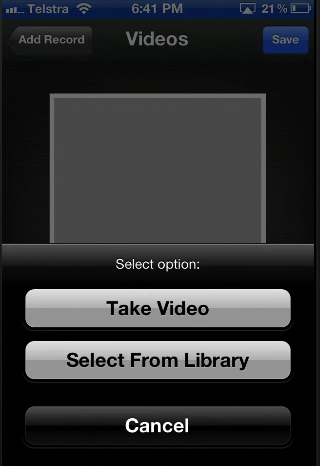 Telstra 6:41 PM 21%
Add Record Videos Save
Select option:
Take Video
Select From Library
Cancel